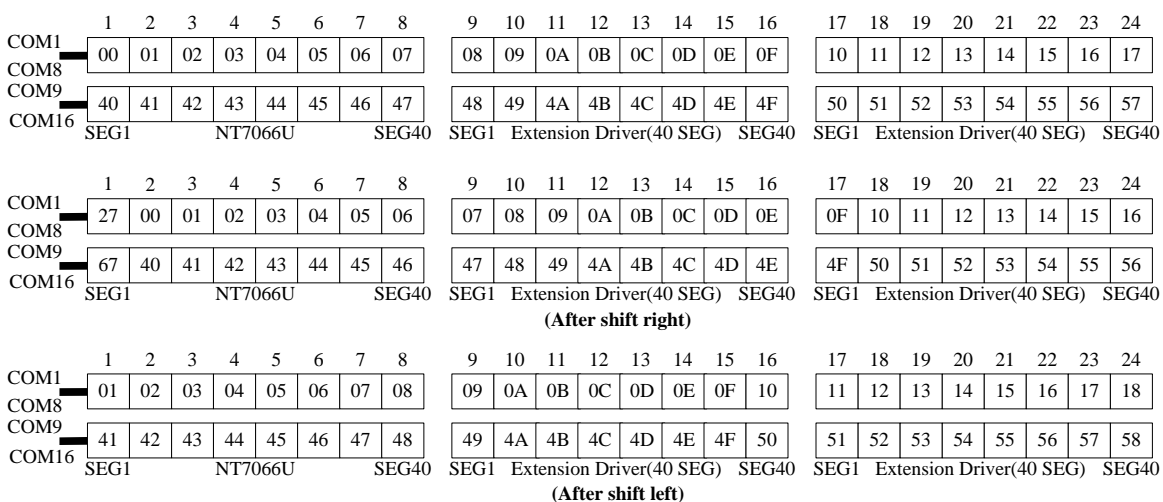 1 2 3 4 5 6 7 8 9 10 11 12 13 14 15 16 17 18 19 20 21 22 23 24
COM1
00 01 02 03 04 05 06 07 08 09 0A 0B 0C 0D 0E 0F 10 11 12 13 14 15 16 17
COM8
COM9
40 41 42 43 44 45 46 47 48 49 4A 4B 4C 4D 4E 4F 50 51 52 53 54 55 56 57
COM16
SEG1 NT7066U SEG40 SEG1 Extension Driver(40 SEG) SEG40 SEG1 Extension Driver(40 SEG) SEG40
1 2 3 4 5 6 7 8 9 10 11 12 13 14 15 16 17 18 19 20 21 22 23 24
COM1
27 00 01 02 03 04 05 06 07 08 09 0A 0B 0C 0D 0E 0F 10 11 12 13 14 15 16
COM8
COM9
67 40 41 42 43 44 45 46 47 48 49 4A 4B 4C 4D 4E 4F 50 51 52 53 54 55 56
COM16
SEG1 NT7066U SEG40 SEG1 Extension Driver(40 SEG) SEG40 SEG1 Extension Driver(40 SEG) SEG40
(After shift right)
1 2 3 4 5 6 7 8 9 10 11 12 13 14 15 16 17 18 19 20 21 22 23 24
COM1
01 02 03 04 05 06 07 08 09 0A 0B 0C 0D 0E 0F 10 11 12 13 14 15 16 17 18
COM8
COM9
41 42 43 44 45 46 47 48 49 4A 4B 4C 4D 4E 4F 50 51 52 53 54 55 56 57 58
COM16
SEG1 NT7066U SEG40 SEG1 Extension Driver(40 SEG) SEG40 SEG1 Extension Driver(40 SEG) SEG40
(After shift left)